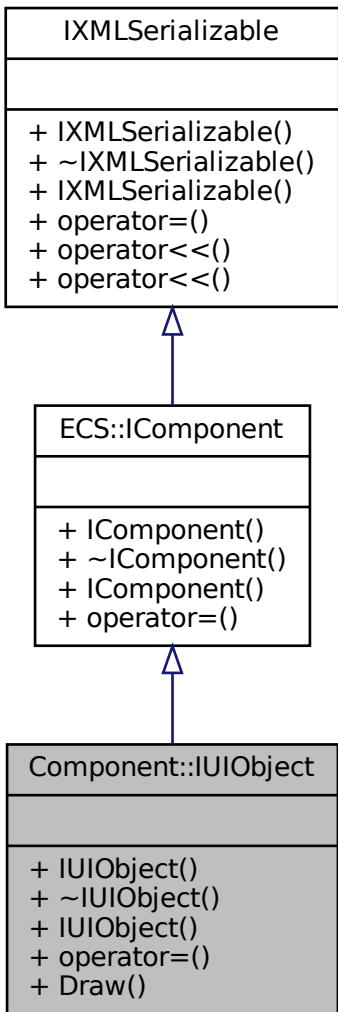 IXMLSerializable
+ IXMLSerializable()
+ ~IXMLSerializable()
+ IXMLSerializable()
+ operator=()
+ operator<<()
+ operator<<()
ECS::IComponent
+ IComponent()
+ ~IComponent()
+ IComponent()
+ operator=()
Component::IUIObject
+ IUIObject()
+ ~IUIObject()
+ IUIObject()
+ operator=()
+ Draw()